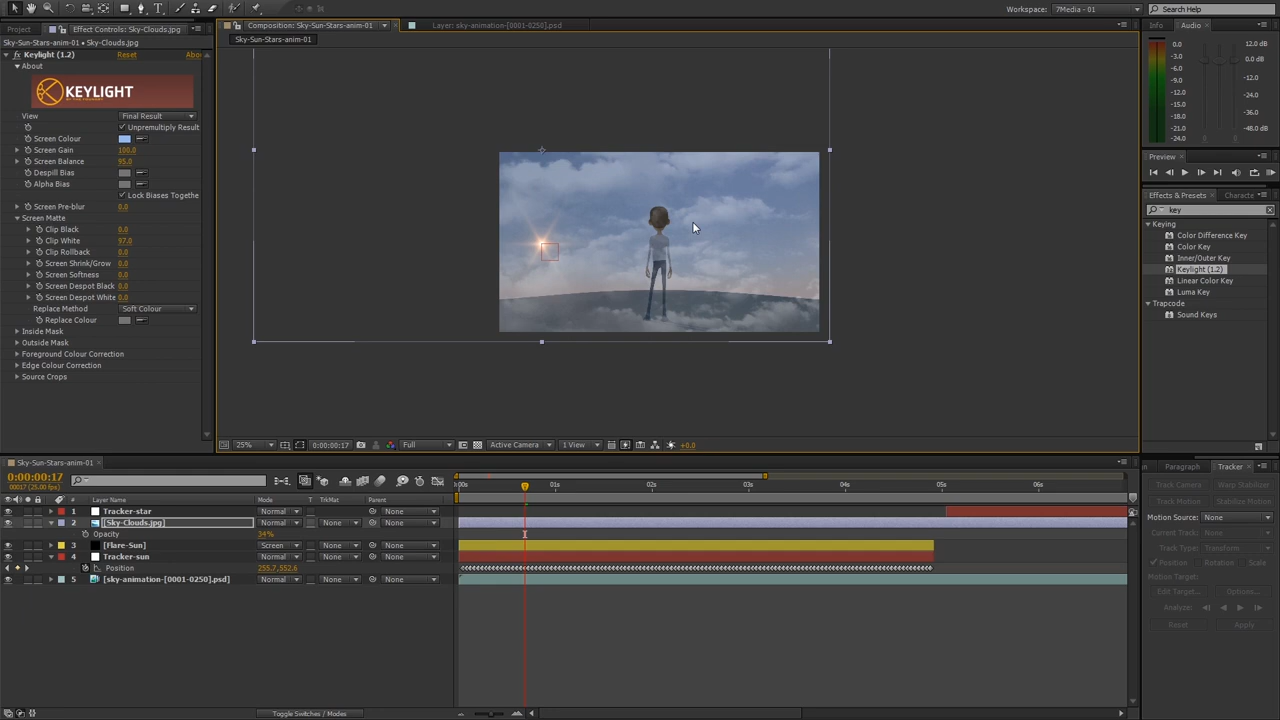 Workspace: 7Media - 01 Search Help
Project Effect Controls: Sky-Clouds.jpg Composition: Sky-Sun-Stars-anim-01 Layer: sky-animation-[0001-0250].psd Info Audio
Sky-Sun-Stars-anim-01 • Sky-Clouds.jpg Sky-Sun-Stars-anim-01
0.0 12.0 dB
-3.0 0.0 dB
-6.0
-9.0 -12.0
-12.0 -24.0
-15.0
-18.0 -36.0
-21.0
-24.0 -48.0
Keylight (1.2) Reset Abo
About
KEYLIGHT
View Final Result
Unpremultiply Result
Screen Colour
Screen Gain 100.0
Screen Balance 95.0
Despill Bias
Alpha Bias
Lock Biases Togethe
Screen Pre-blur 0.0
Screen Matte
Clip Black 0.0
Clip White 97.0
Clip Rollback 0.0
Screen Shrink/Grow 0.0
Screen Softness 0.0
Screen Despot Black 0.0
Screen Despot White 0.0
Replace Method Soft Colour
Replace Colour
Inside Mask
Outside Mask
Foreground Colour Correction
Edge Colour Correction
Source Crops
Preview
Effects & Presets Characte
key
Keying
Color Difference Key
Color Key
Inner/Outer Key
Keylight (1.2)
Linear Color Key
Luma Key
Trapcode
Sound Keys
25% 0:00:00:17 Full Active Camera 1 View +0.0
Sky-Sun-Stars-anim-01
0:00:00:17
00017 (25.00 fps)
# Layer Name Mode T TrkMat Parent
00s 01s 02s 03s 04s 05s 06s
1 Tracker-star Normal None
2 [Sky-Clouds.jpg] Normal None None
Opacity 34%
3 [Flare-Sun] Screen None None
4 Tracker-sun Normal None None
Position 255.7,552.6
5 [sky-animation-[0001-0250].psd] Normal None None
Toggle Switches / Modes
Paragraph Tracker
Track Camera Warp Stabilizer
Track Motion Stabilize Motion
Motion Source: None
Current Track: None
Track Type: Transform
Position Rotation Scale
Motion Target:
Edit Target... Options...
Analyze:
Reset Apply